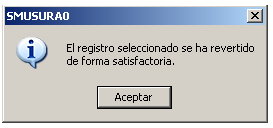 SMUSURA0
El registro seleccionado se ha revertido
de forma satisfactoria.
Aceptar